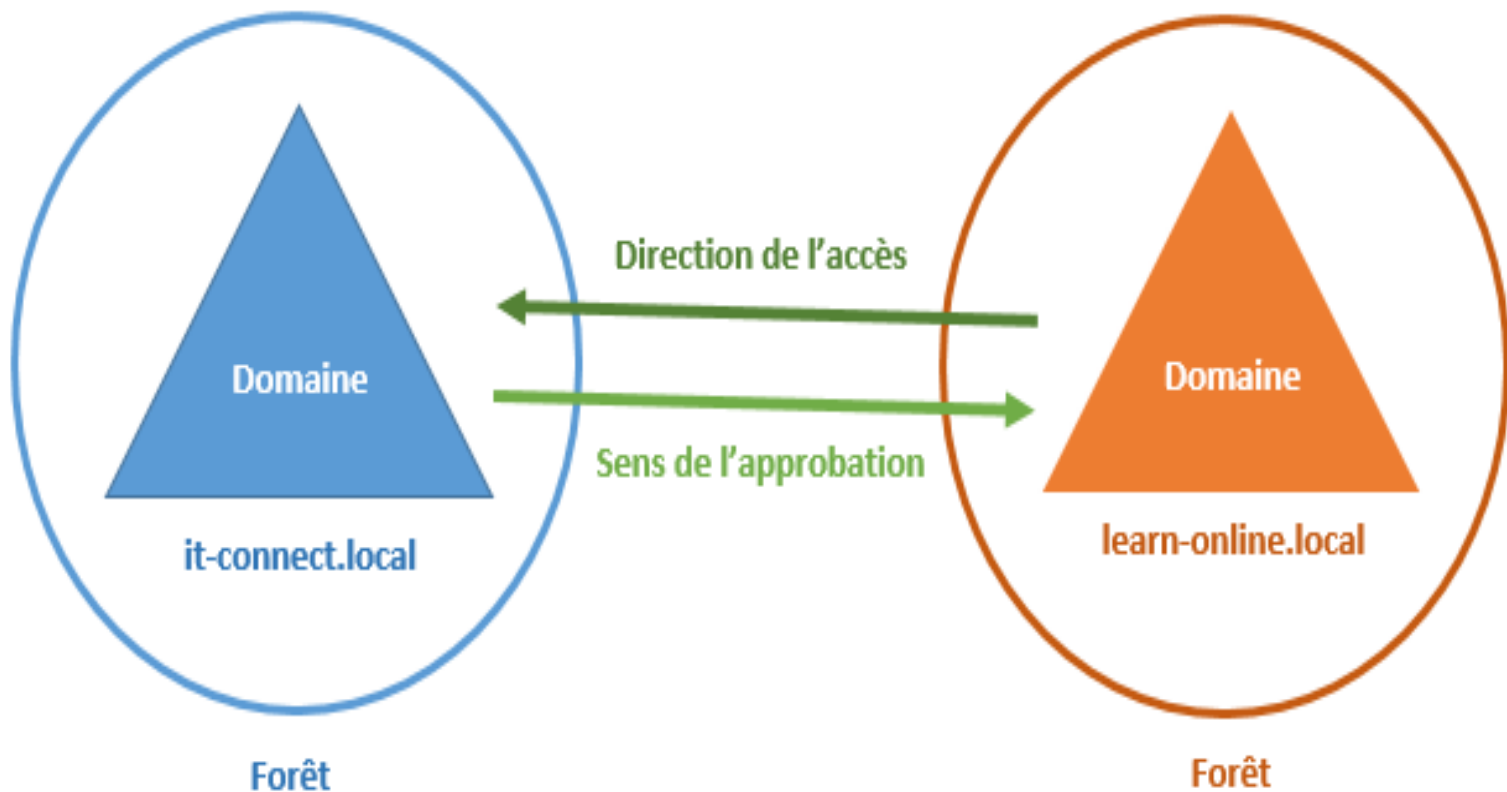 Direction de l’accès
Domaine
Domaine
Sens de l’approbation
it-connect.local
learn-online.local
Forêt
Forêt